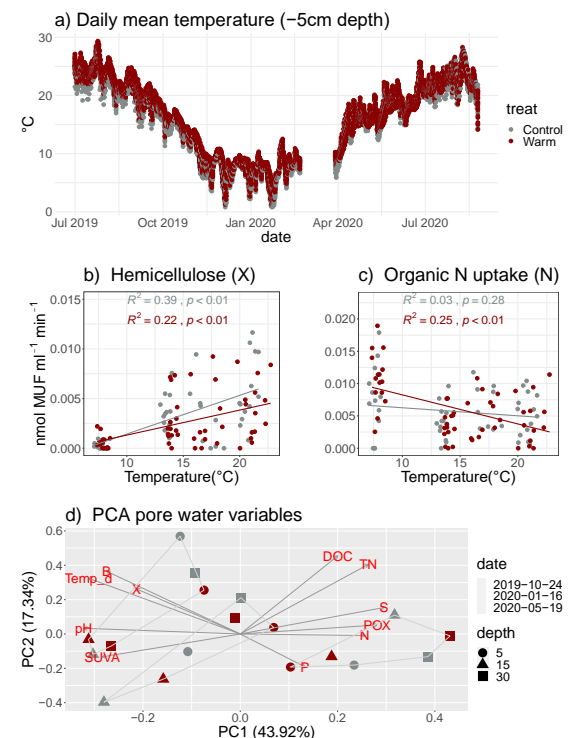 a) Daily mean temperature (−5cm depth)
30
20
10
0
°C
Jul 2019 Oct 2019 Jan 2020 Apr 2020 Jul 2020
date
treat
Control
Warm
b) Hemicellulose (X)
R² = 0.39 , p < 0.01
R² = 0.22 , p < 0.01
0.015
0.010
0.005
0.000
nmol MUF ml⁻¹ min⁻¹
10 15 20
Temperature(°C)
c) Organic N uptake (N)
R² = 0.03 , p = 0.28
R² = 0.25 , p < 0.01
0.020
0.015
0.010
0.005
0.000
10 15 20
Temperature(°C)
d) PCA pore water variables
0.6
0.4
0.2
0.0
−0.2
−0.4
PC2 (17.34%)
DOC
TN
B
Temp_d
X
S
POX
pH
N
SUVA
P
−0.2 0.0 0.2 0.4
PC1 (43.92%)
date
2019−10−24
2020−01−16
2020−05−19
depth
5
15
30